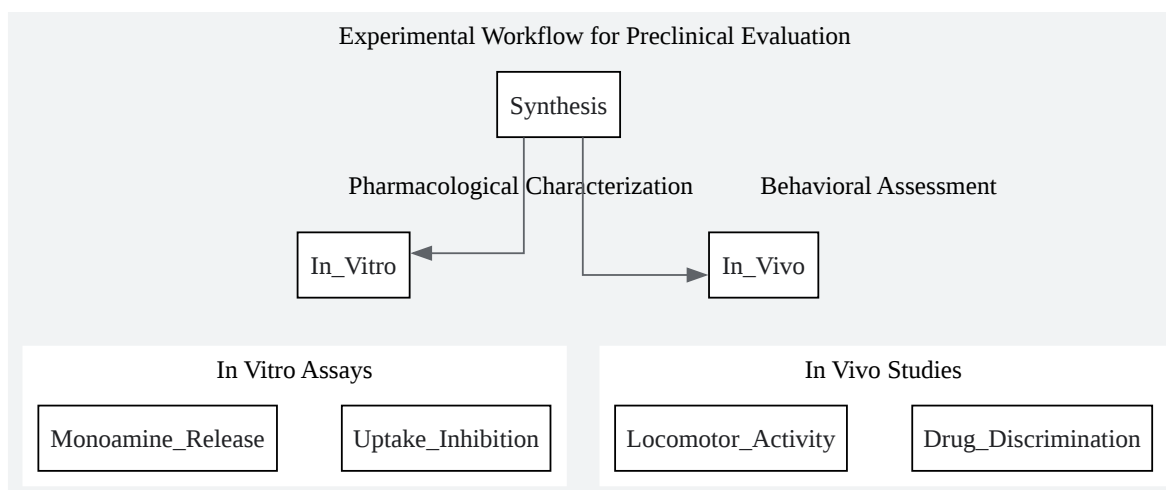 Experimental Workflow for Preclinical Evaluation
Synthesis
Pharmacological Characterization
Behavioral Assessment
In_Vitro
In_Vivo
In Vitro Assays
In Vivo Studies
Monoamine_Release
Uptake_Inhibition
Locomotor_Activity
Drug_Discrimination